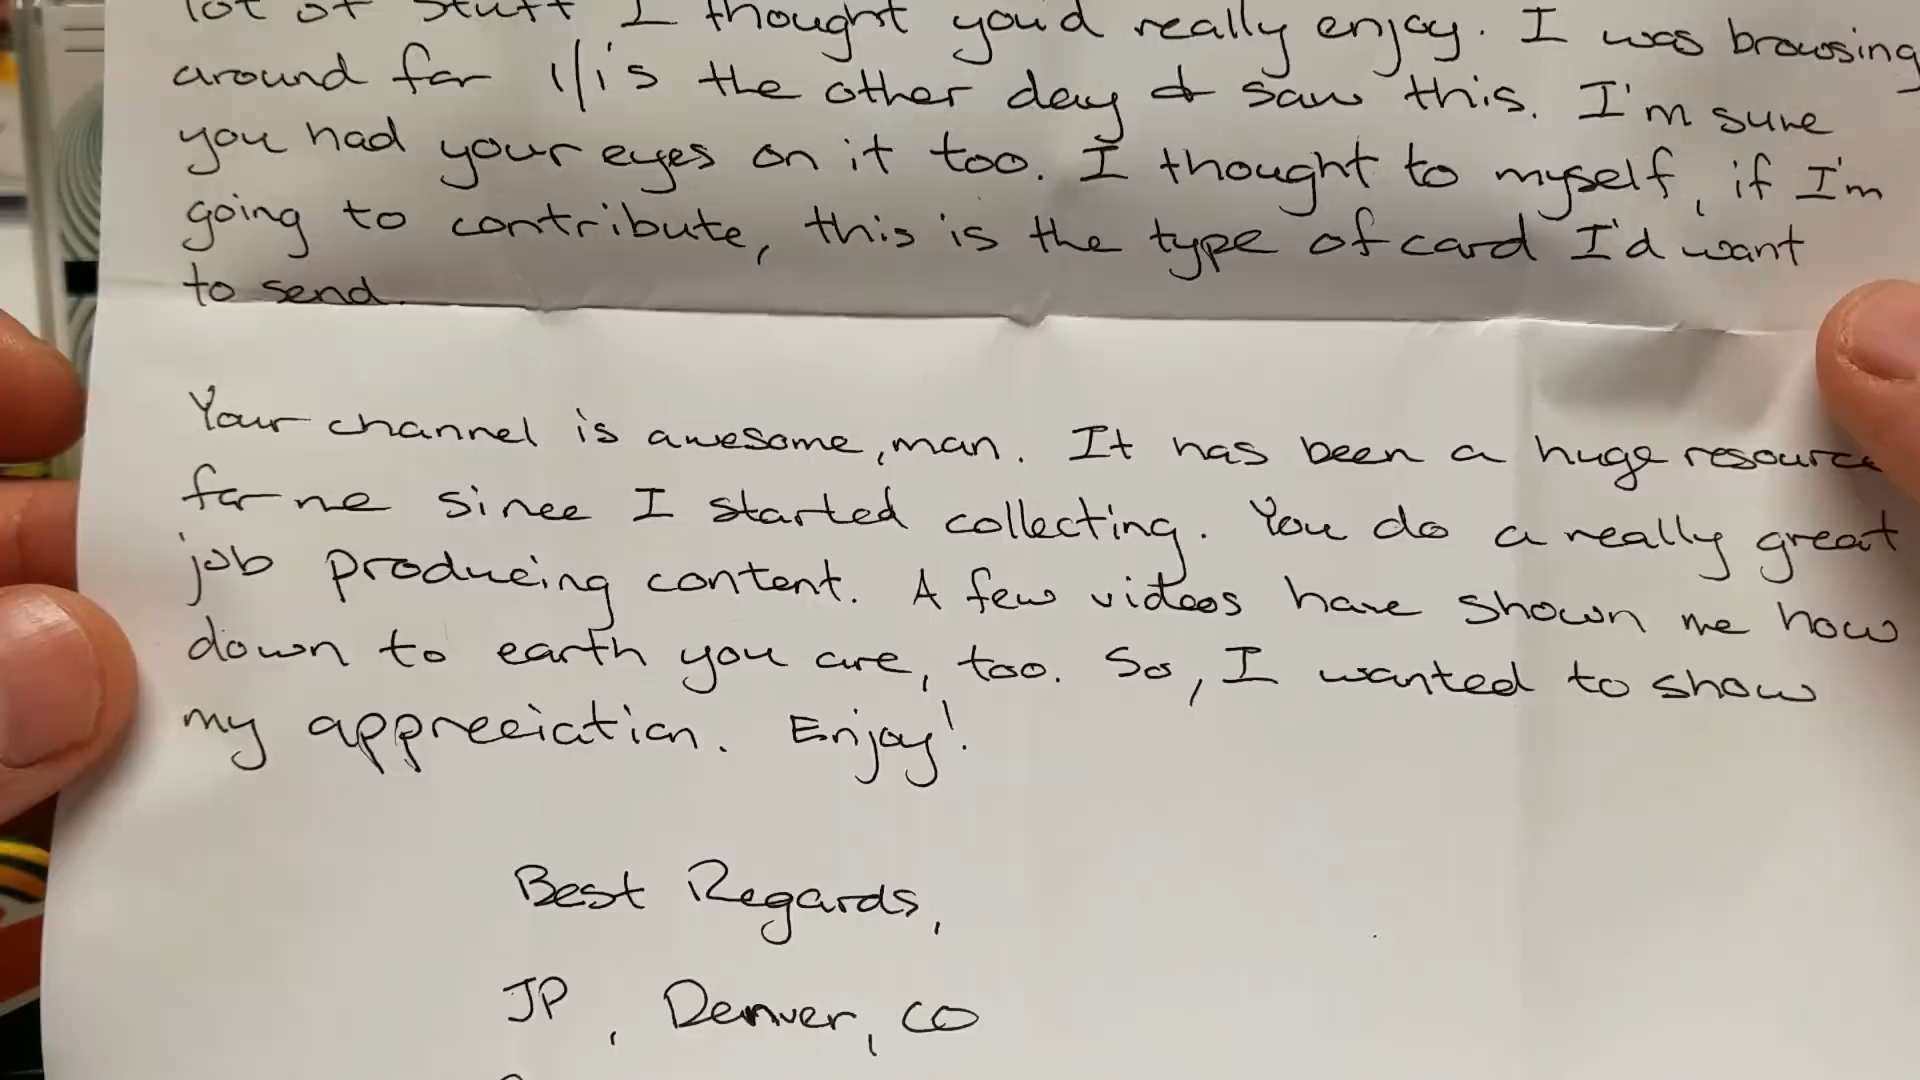 lot of stuff I thought you'd really enjoy. I was browsing
around for 1/1's the other day & saw this. I'm sure
you had your eyes on it too. I thought to myself, if I'm
going to contribute, this is the type of card I'd want
to send.
Your channel is awesome, man. It has been a huge resource
for me since I started collecting. You do a really great
job producing content. A few videos have shown me how
down to earth you are, too. So, I wanted to show
my appreciation. Enjoy!
Best Regards,
JP, Denver, CO